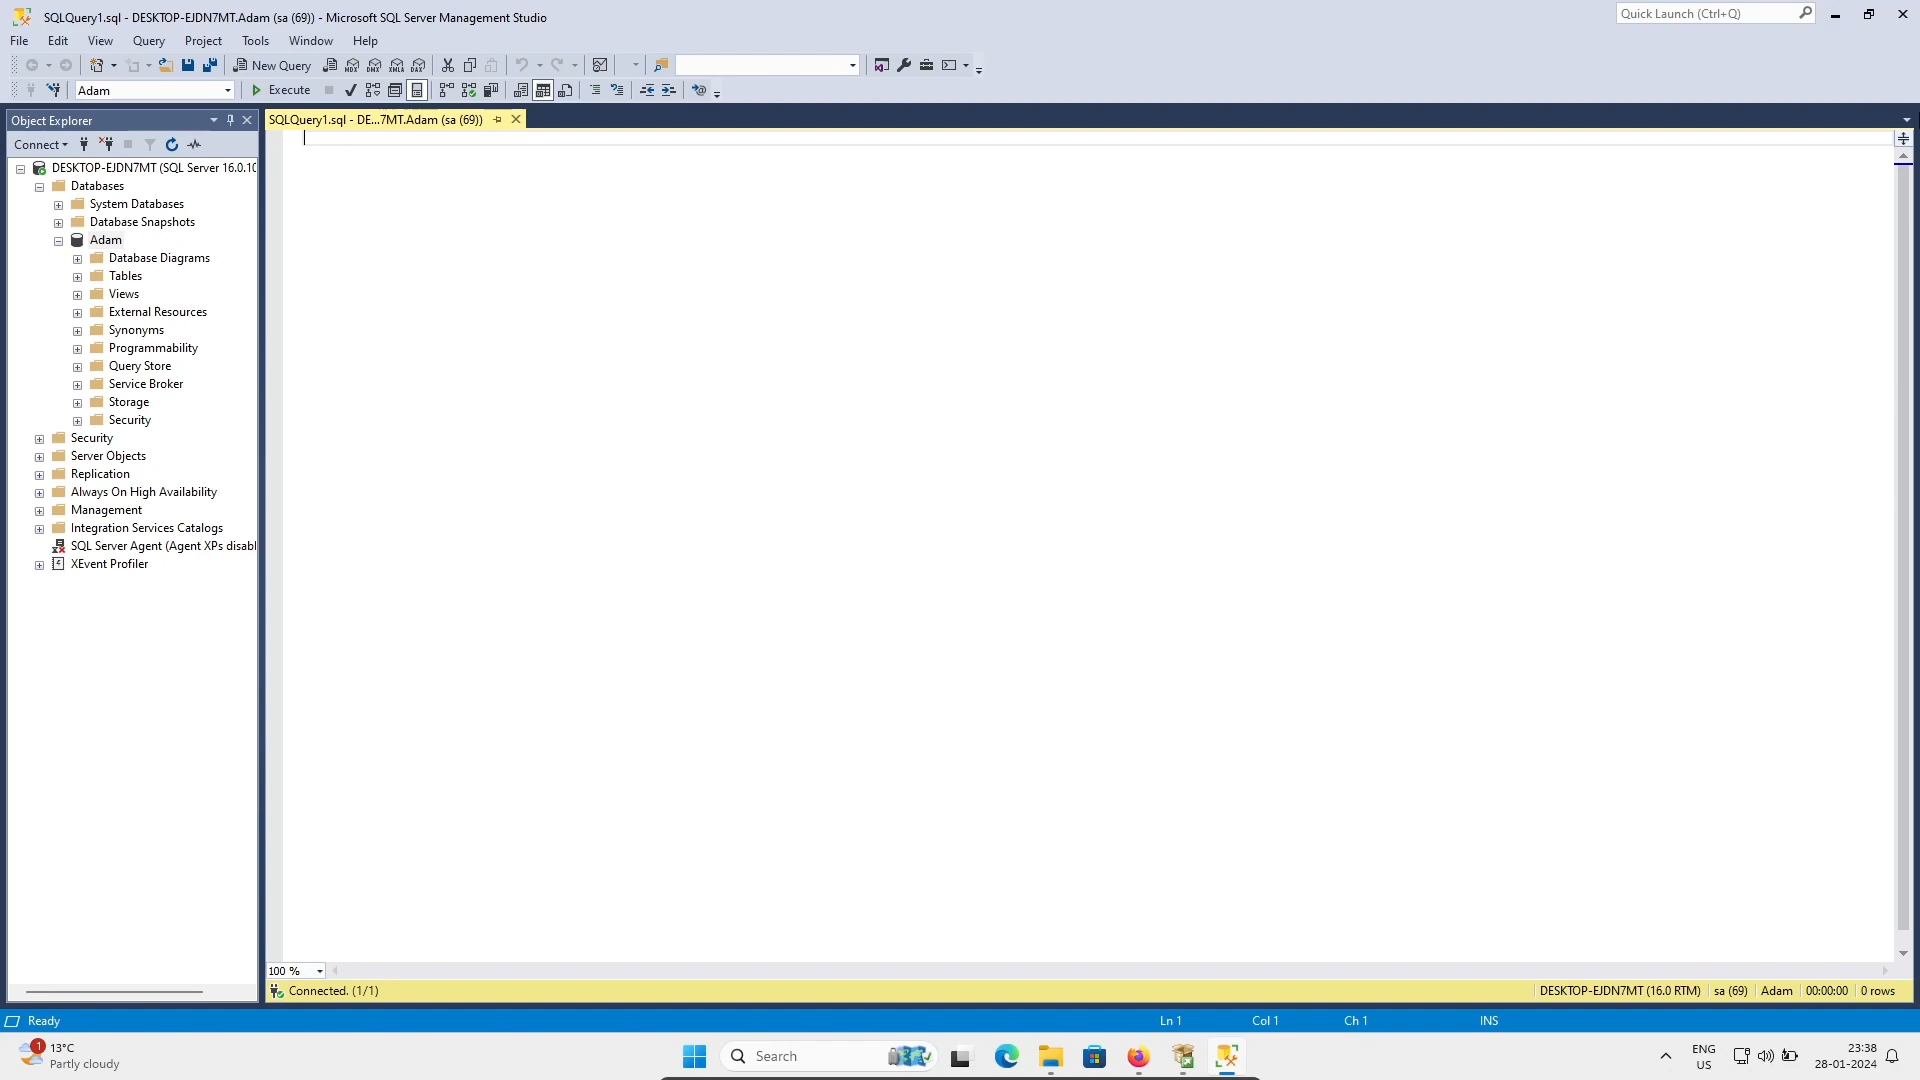 SQLQuery1.sql - DESKTOP-EJDN7MT.Adam (sa (69)) - Microsoft SQL Server Management Studio
Quick Launch (Ctrl+Q)
File Edit View Query Project Tools Window Help
New Query MDX DMX XMLA DAX
Adam Execute
Object Explorer
SQLQuery1.sql - DE...7MT.Adam (sa (69))
Connect
DESKTOP-EJDN7MT (SQL Server 16.0.10
Databases
System Databases
Database Snapshots
Adam
Database Diagrams
Tables
Views
External Resources
Synonyms
Programmability
Query Store
Service Broker
Storage
Security
Security
Server Objects
Replication
Always On High Availability
Management
Integration Services Catalogs
SQL Server Agent (Agent XPs disabl
XEvent Profiler
100 %
Connected. (1/1) DESKTOP-EJDN7MT (16.0 RTM) sa (69) Adam 00:00:00 0 rows
Ready Ln 1 Col 1 Ch 1 INS
1
13°C
Partly cloudy
Search
ENG
US
23:38
28-01-2024